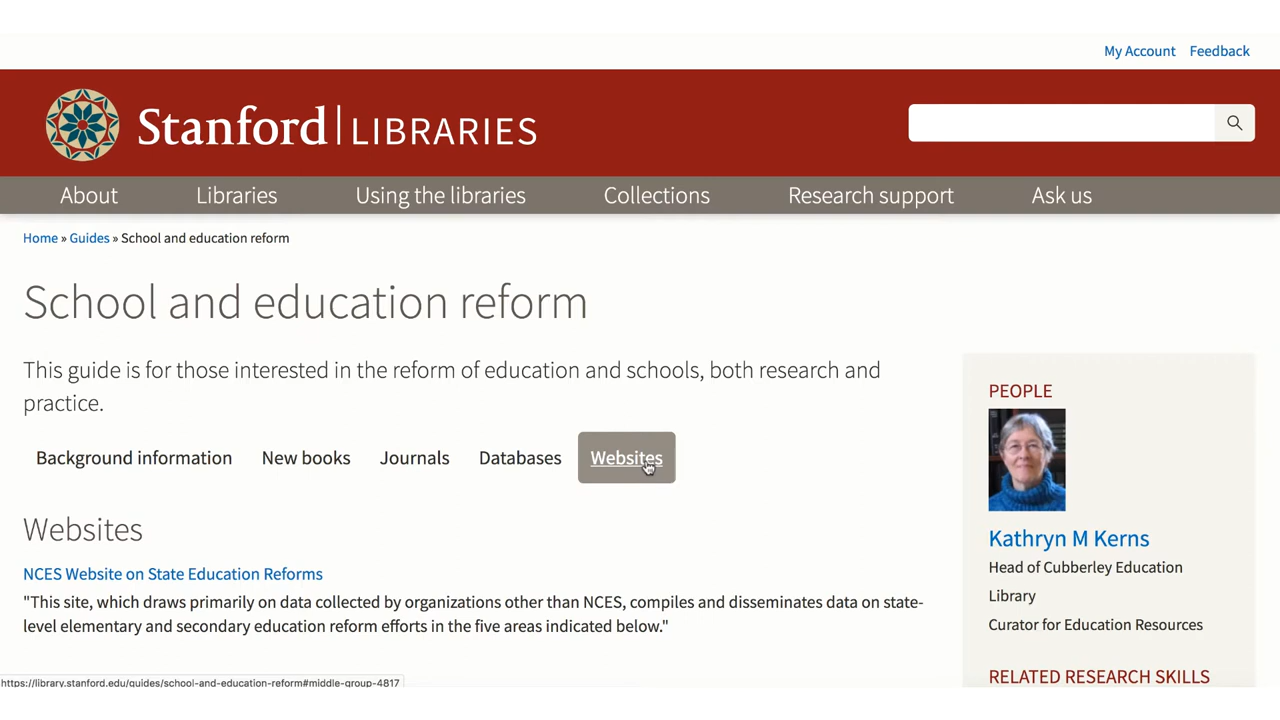 My Account Feedback
Stanford | LIBRARIES
About Libraries Using the libraries Collections Research support Ask us
Home » Guides » School and education reform
School and education reform
This guide is for those interested in the reform of education and schools, both research and
practice.
Background information New books Journals Databases Websites
Websites
NCES Website on State Education Reforms
"This site, which draws primarily on data collected by organizations other than NCES, compiles and disseminates data on state-
level elementary and secondary education reform efforts in the five areas indicated below."
PEOPLE
Kathryn M Kerns
Head of Cubberley Education
Library
Curator for Education Resources
RELATED RESEARCH SKILLS
https://library.stanford.edu/guides/school-and-education-reform#middle-group-4817